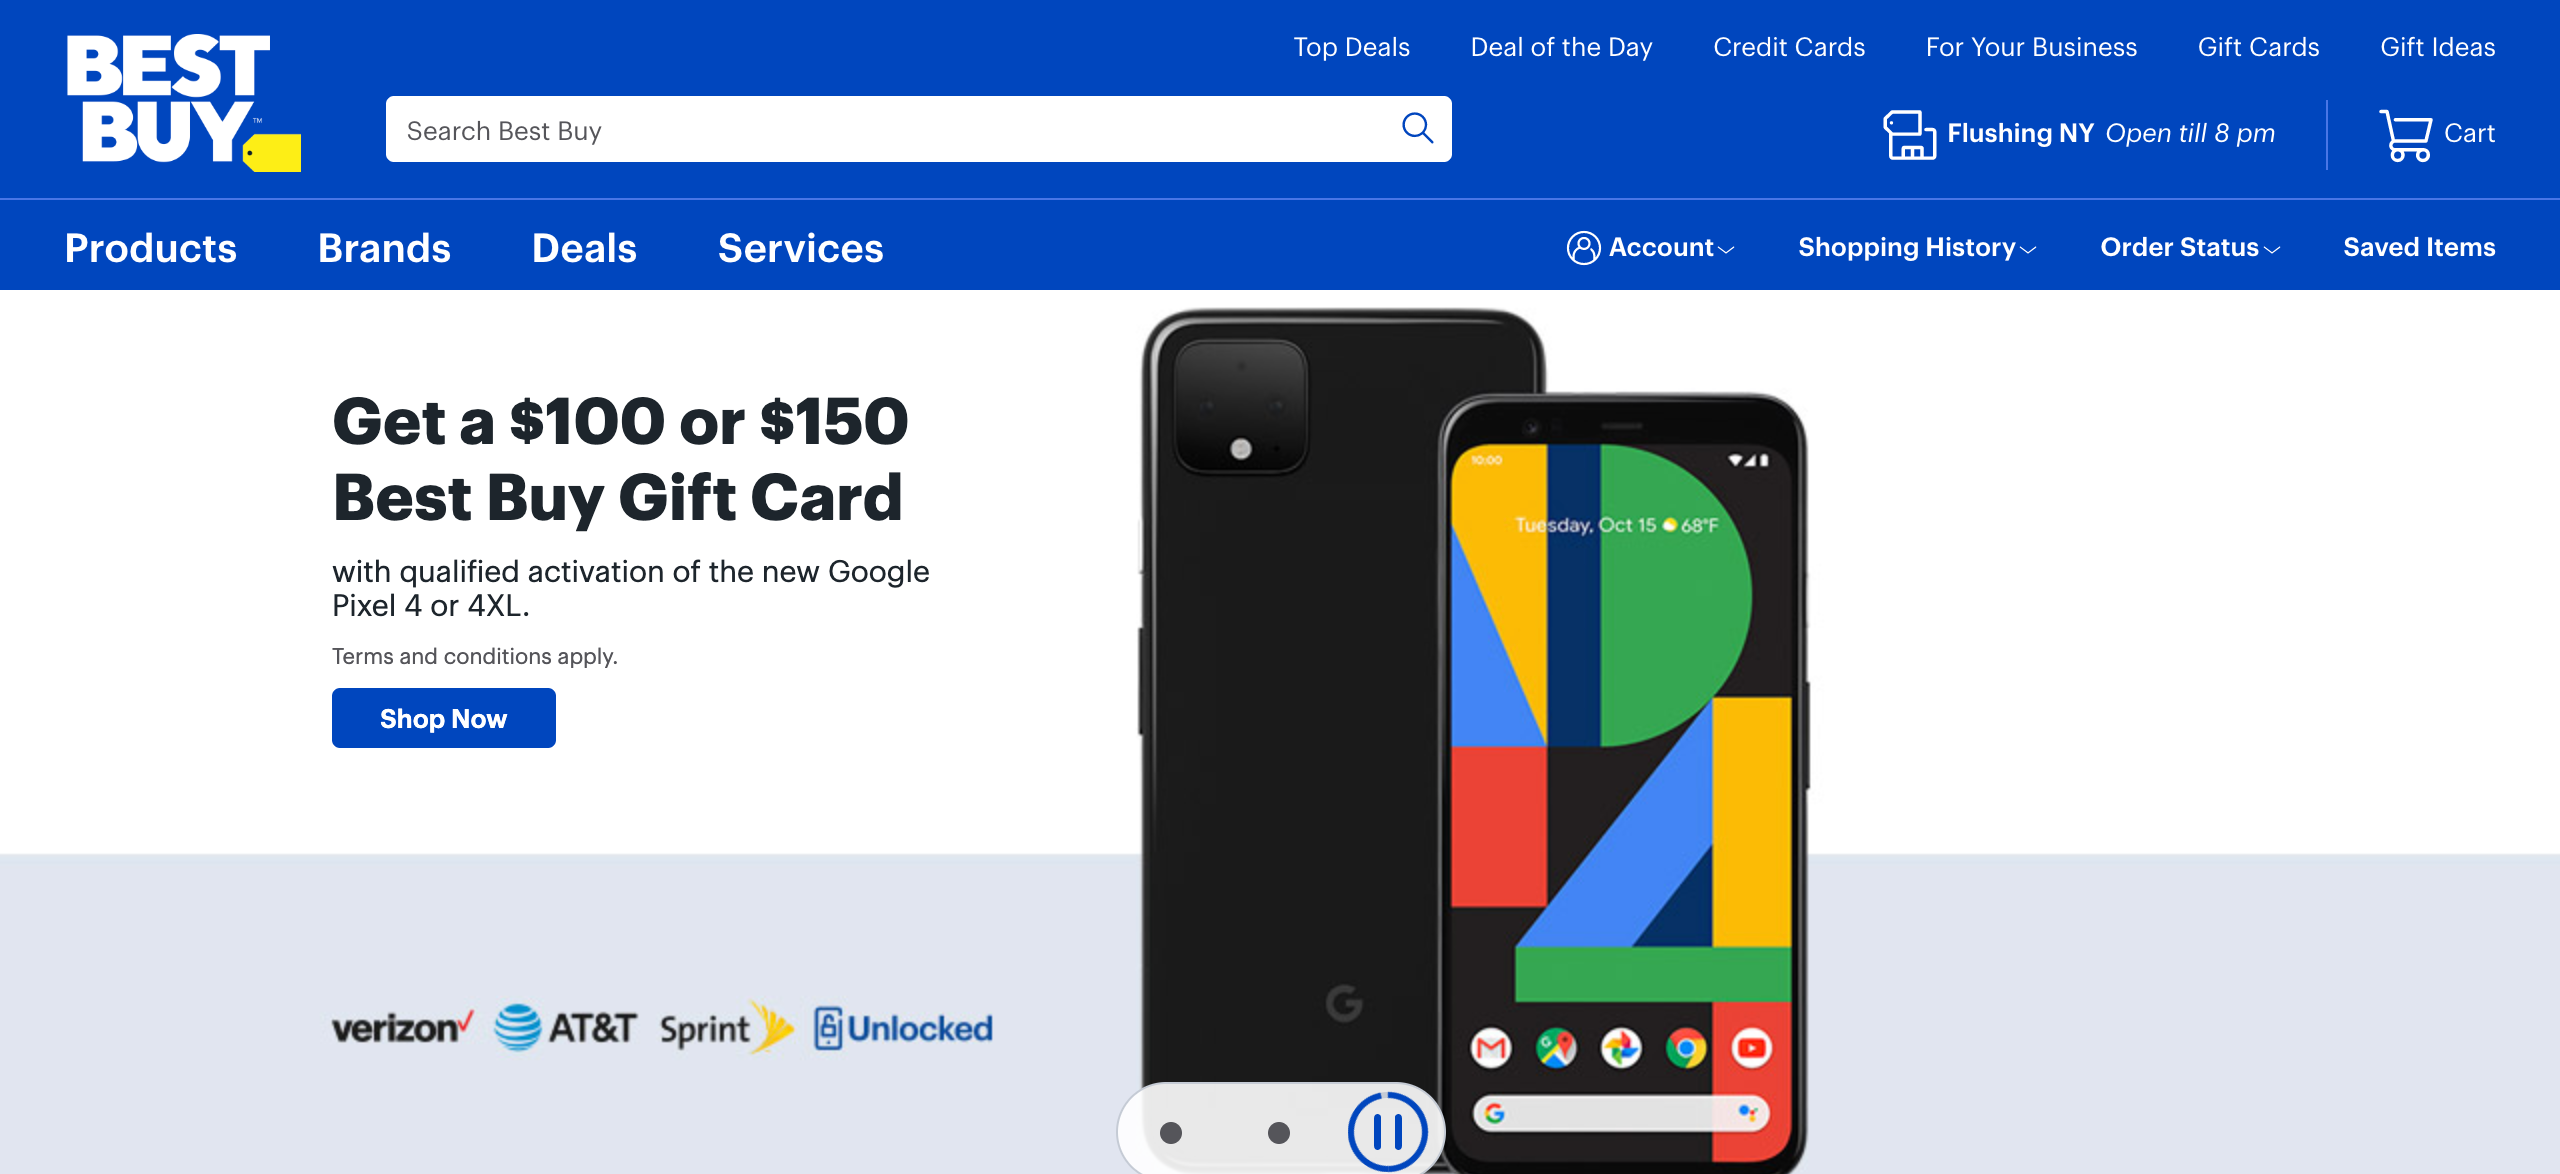 Top Deals Deal of the Day Credit Cards For Your Business Gift Cards Gift Ideas
BEST
BUY™
Search Best Buy
Flushing NY Open till 8 pm
Cart
Products Brands Deals Services
Account Shopping History Order Status Saved Items
Get a $100 or $150
Best Buy Gift Card
with qualified activation of the new Google
Pixel 4 or 4XL.
Terms and conditions apply.
Shop Now
10:00
Tuesday, Oct 15 68°F
G
verizon AT&T Sprint Unlocked